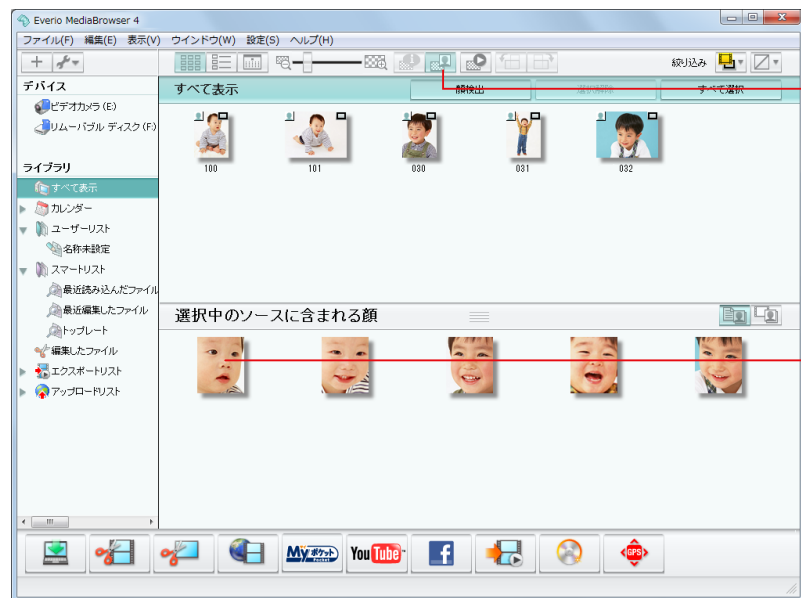 Everio MediaBrowser 4
ファイル(F) 編集(E) 表示(V) ウインドウ(W) 設定(S) ヘルプ(H)
絞り込み
デバイス
ビデオカメラ (E:)
リムーバブル ディスク (F:)
ライブラリ
すべて表示
カレンダー
ユーザーリスト
名称未設定
スマートリスト
最近読み込んだファイル
最近編集したファイル
トップレート
編集したファイル
エクスポートリスト
アップロードリスト
すべて表示
顔検出
選択解除
すべて選択
100
101
030
031
032
選択中のソースに含まれる顔
Myポケット
Pocket
YouTube
f
GPS